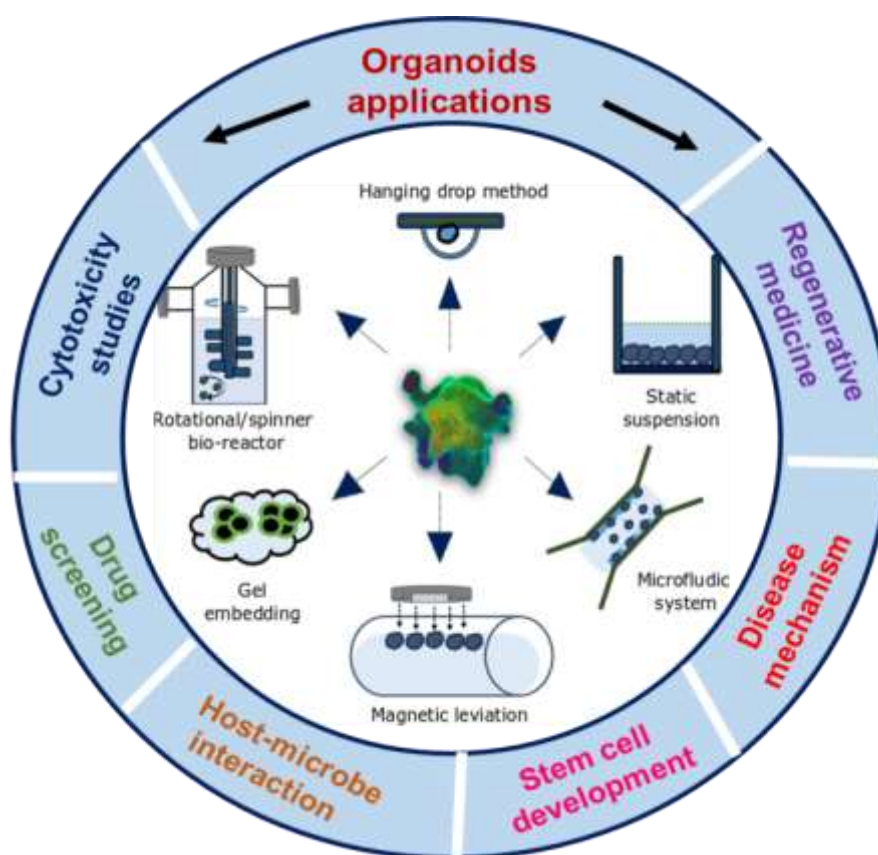 Organoids
applications
Regenerative
medicine
Disease
mechanism
Stem cell
development
Host-microbe
interaction
Drug
screening
Cytotoxicity
studies
Hanging drop method
Static
suspension
Microfludic
system
Magnetic leviation
Gel
embedding
Rotational/spinner
bio-reactor